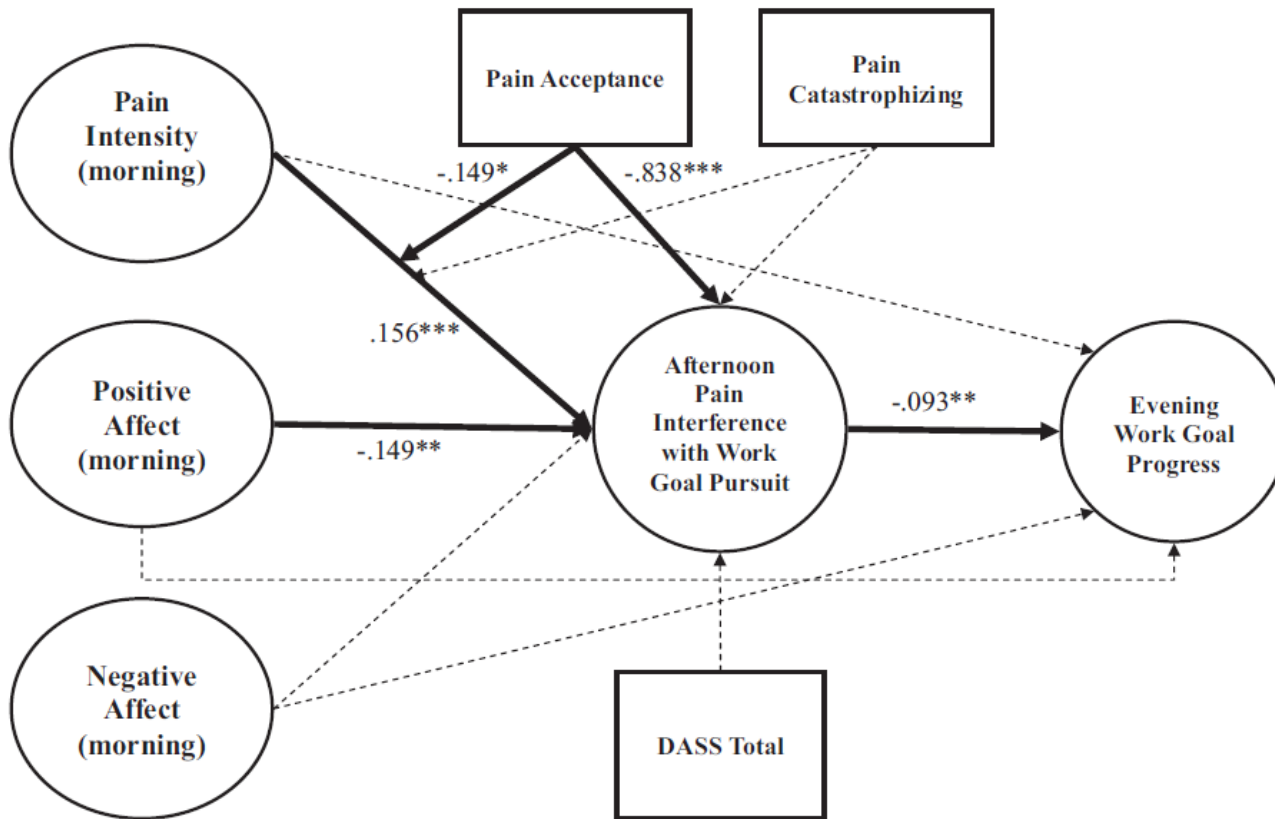 Pain
Intensity
(morning)
Pain Acceptance
Pain
Catastrophizing
-.149*
-.838***
.156***
Positive
Affect
(morning)
-.149**
Afternoon
Pain
Interference
with Work
Goal Pursuit
-.093**
Evening
Work Goal
Progress
Negative
Affect
(morning)
DASS Total